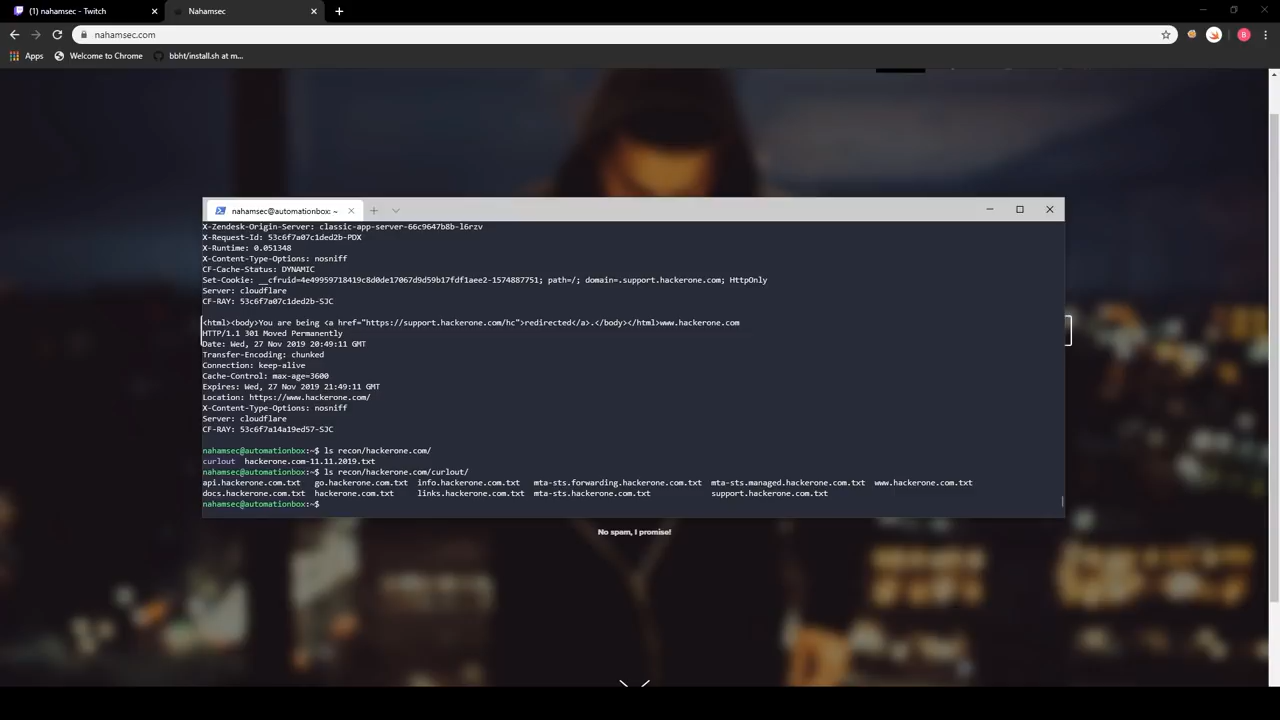 (1) nahamsec - Twitch
Nahamsec
nahamsec.com
B
Apps
Welcome to Chrome
bbht/install.sh at m...
nahamsec@automationbox: ~
X-Zendesk-Origin-Server: classic-app-server-66c9647b8b-l6rzv
X-Request-Id: 53c6f7a07c1ded2b-PDX
X-Runtime: 0.051348
X-Content-Type-Options: nosniff
CF-Cache-Status: DYNAMIC
Set-Cookie: __cfruid=4e49959718419c8d0de17067d9d59b17fdf1aee2-1574887751; path=/; domain=.support.hackerone.com; HttpOnly
Server: cloudflare
CF-RAY: 53c6f7a07c1ded2b-SJC
<html><body>You are being <a href="https://support.hackerone.com/hc">redirected</a>.</body></html>www.hackerone.com
HTTP/1.1 301 Moved Permanently
Date: Wed, 27 Nov 2019 20:49:11 GMT
Transfer-Encoding: chunked
Connection: keep-alive
Cache-Control: max-age=3600
Expires: Wed, 27 Nov 2019 21:49:11 GMT
Location: https://www.hackerone.com/
X-Content-Type-Options: nosniff
Server: cloudflare
CF-RAY: 53c6f7a14a19ed57-SJC
nahamsec@automationbox:~$ ls recon/hackerone.com/
curlout hackerone.com-11.11.2019.txt
nahamsec@automationbox:~$ ls recon/hackerone.com/curlout/
api.hackerone.com.txt go.hackerone.com.txt info.hackerone.com.txt mta-sts.forwarding.hackerone.com.txt mta-sts.managed.hackerone.com.txt www.hackerone.com.txt
docs.hackerone.com.txt hackerone.com.txt links.hackerone.com.txt mta-sts.hackerone.com.txt support.hackerone.com.txt
nahamsec@automationbox:~$
No spam, I promise!